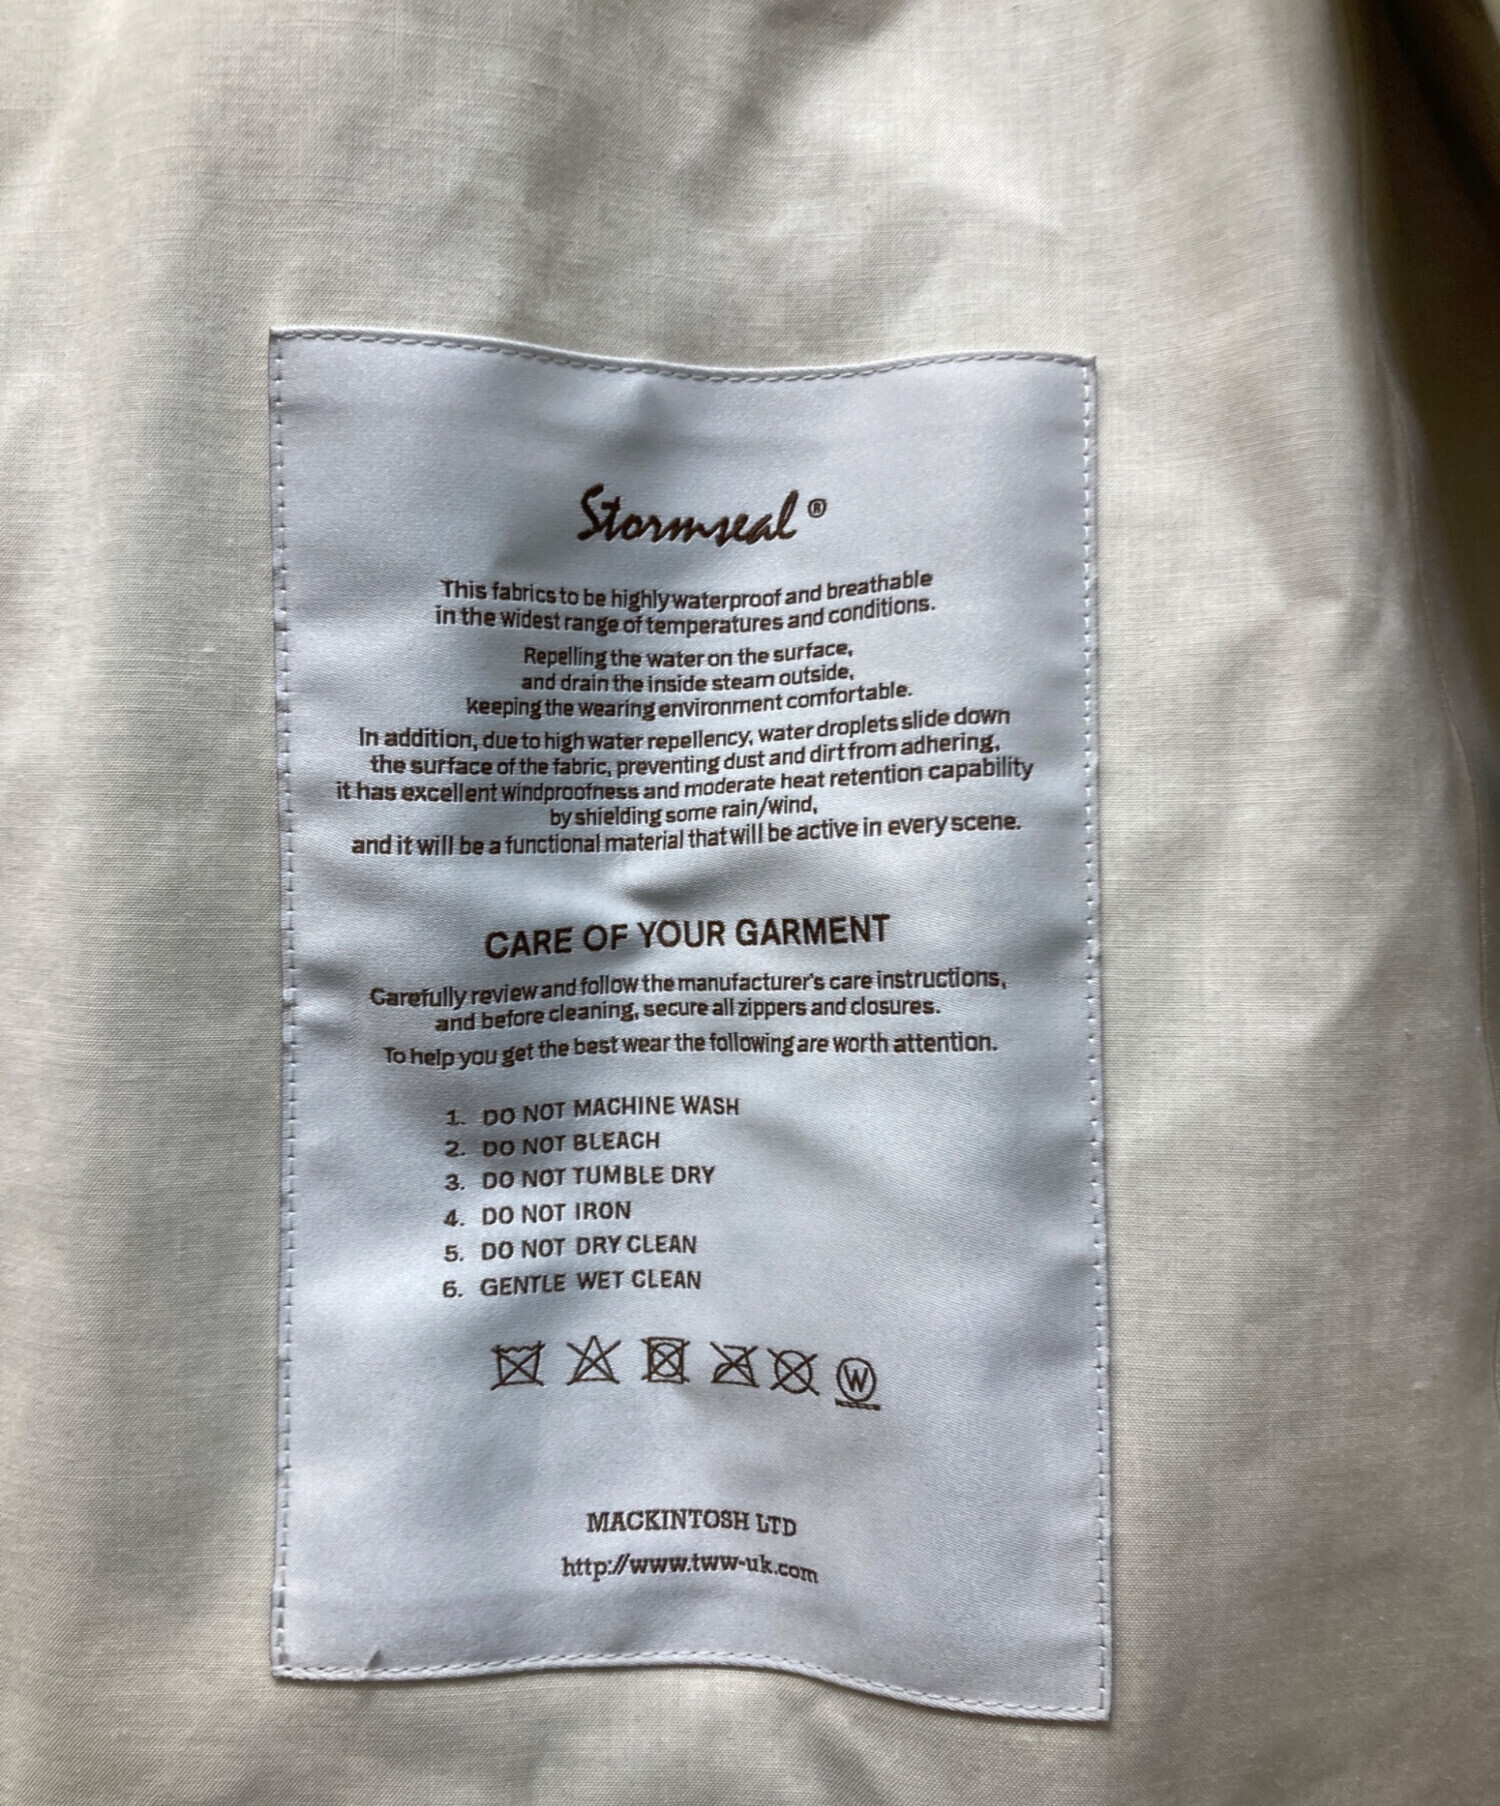 Stormseal ®
This fabrics to be highly waterproof and breathable
in the widest range of temperatures and conditions.
Repelling the water on the surface,
and drain the inside steam outside,
keeping the wearing environment comfortable.
In addition, due to high water repellency, water droplets slide down
the surface of the fabric, preventing dust and dirt from adhering,
it has excellent windproofness and moderate heat retention capability
by shielding some rain/wind,
and it will be a functional material that will be active in every scene.
CARE OF YOUR GARMENT
Carefully review and follow the manufacturer's care instructions,
and before cleaning, secure all zippers and closures.
To help you get the best wear the following are worth attention.
1. DO NOT MACHINE WASH
2. DO NOT BLEACH
3. DO NOT TUMBLE DRY
4. DO NOT IRON
5. DO NOT DRY CLEAN
6. GENTLE WET CLEAN
W
MACKINTOSH LTD
http://www.tww-uk.com